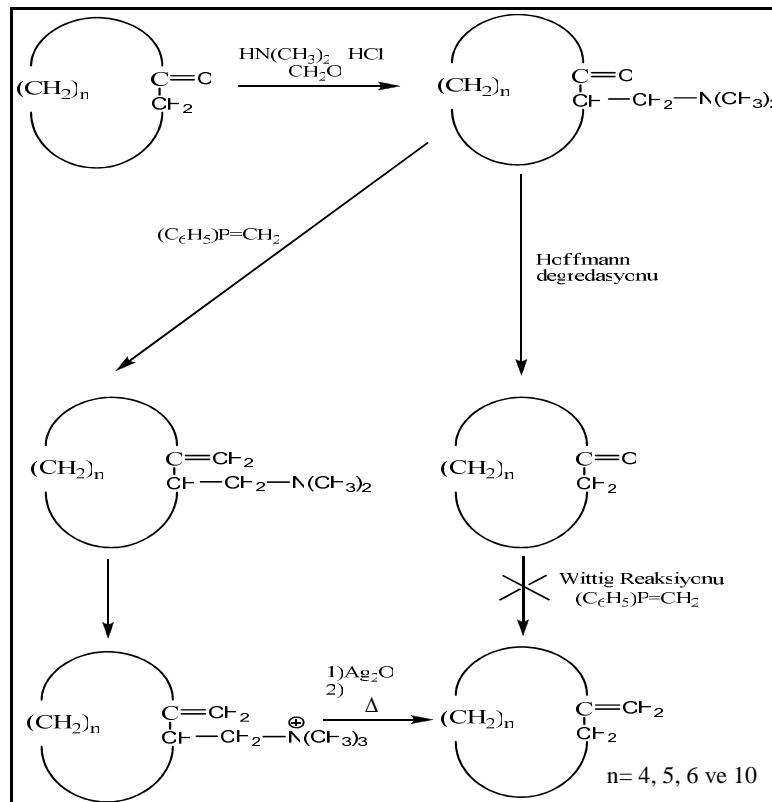 HN(CH3)2 HCl
CH2O
(CH2)n
C=O
CH2
(CH2)n
C=O
CH—CH2—N(CH3)2
(C6H5)P=CH2
Hoffmann
degredasyonu
(CH2)n
C=CH2
CH—CH2—N(CH3)2
(CH2)n
C=O
CH2
Wittig Reaksiyonu
(C6H5)P=CH2
(CH2)n
C=CH2
CH—CH2—N(CH3)3
⊕
1)Ag2O
2)
Δ
(CH2)n
C=CH2
CH2
n= 4, 5, 6 ve 10